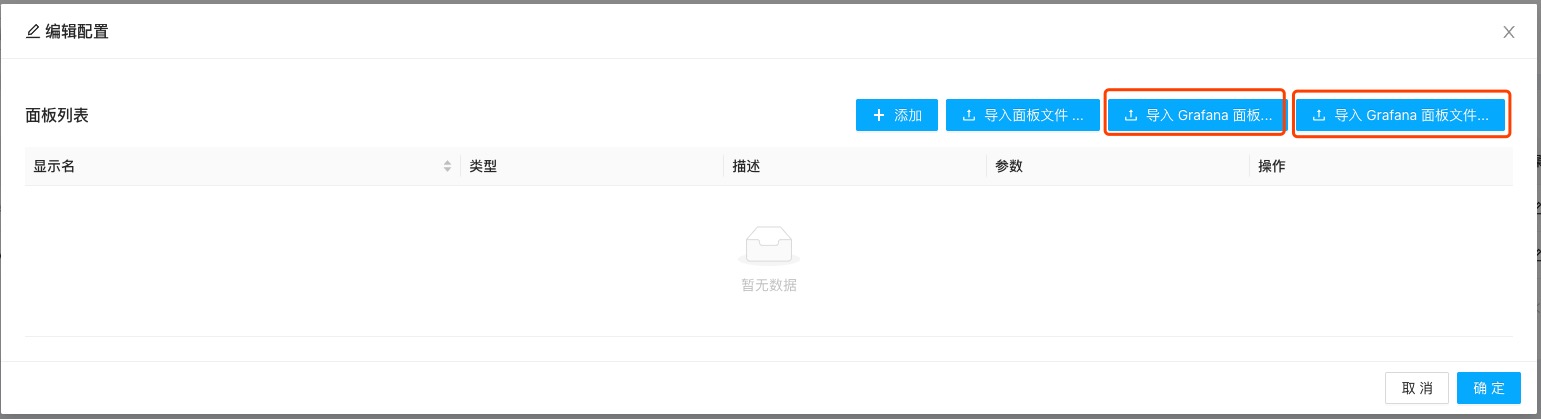 编辑配置
面板列表
添加
导入面板文件 ...
导入 Grafana 面板...
导入 Grafana 面板文件...
显示名 类型 描述 参数 操作
暂无数据
取 消
确 定